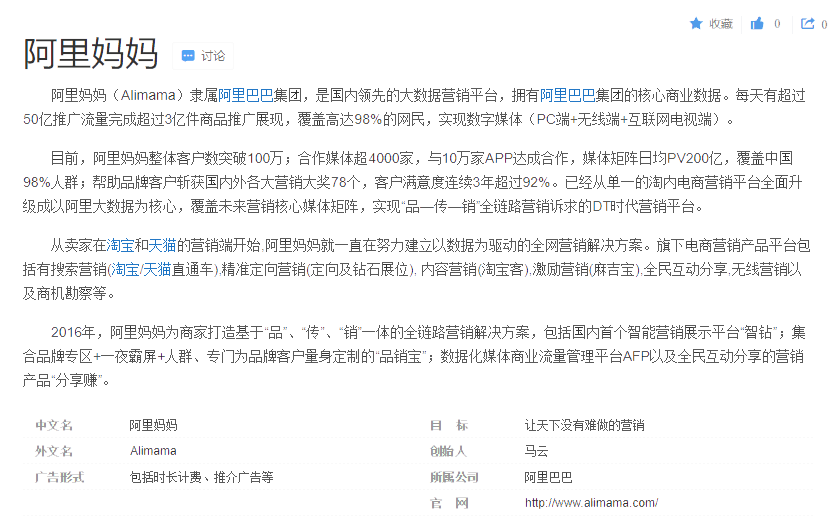 收藏 0 0
阿里妈妈 讨论
阿里妈妈（Alimama）隶属阿里巴巴集团，是国内领先的大数据营销平台，拥有阿里巴巴集团的核心商业数据。每天有超过
50亿推广流量完成超过3亿件商品推广展现，覆盖高达98%的网民，实现数字媒体（PC端+无线端+互联网电视端）。
目前，阿里妈妈整体客户数突破100万；合作媒体超4000家，与10万家APP达成合作，媒体矩阵日均PV200亿，覆盖中国
98%人群；帮助品牌客户斩获国内外各大营销大奖78个，客户满意度连续3年超过92%。已经从单一的淘内电商营销平台全面升
级成以阿里大数据为核心，覆盖未来营销核心媒体矩阵，实现“品—传—销”全链路营销诉求的DT时代营销平台。
从卖家在淘宝和天猫的营销端开始,阿里妈妈就一直在努力建立以数据为驱动的全网营销解决方案。旗下电商营销产品平台包
括有搜索营销(淘宝/天猫直通车),精准定向营销(定向及钻石展位), 内容营销(淘宝客),激励营销(麻吉宝),全民互动分享,无线营销以
及商机勘察等。
2016年，阿里妈妈为商家打造基于“品”、“传”、“销”一体的全链路营销解决方案，包括国内首个智能营销展示平台“智钻”；集
合品牌专区+一夜霸屏+人群、专门为品牌客户量身定制的“品销宝”；数据化媒体商业流量管理平台AFP以及全民互动分享的营销
产品“分享赚”。
中文名 阿里妈妈 目 标 让天下没有难做的营销
外文名 Alimama 创始人 马云
广告形式 包括时长计费、推介广告等 所属公司 阿里巴巴
官 网 http://www.alimama.com/